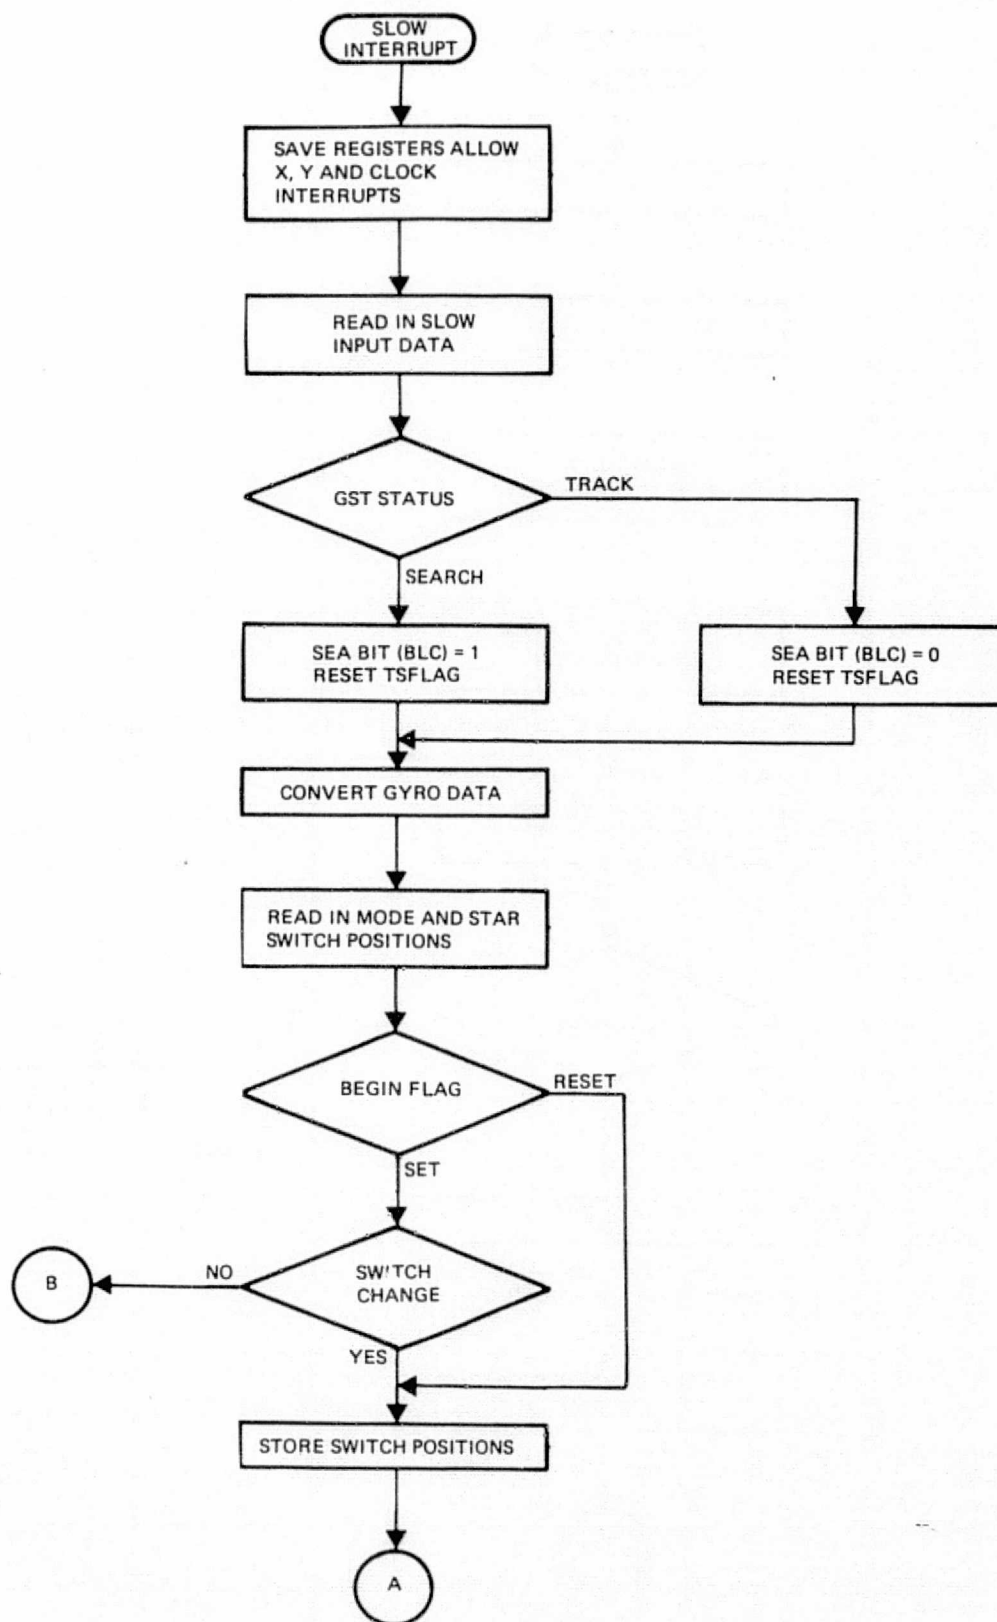 SLOW
INTERRUPT
SAVE REGISTERS ALLOW
X, Y AND CLOCK
INTERRUPTS
READ IN SLOW
INPUT DATA
GST STATUS
TRACK
SEARCH
SEA BIT (BLC) = 1
RESET TSFLAG
SEA BIT (BLC) = 0
RESET TSFLAG
CONVERT GYRO DATA
READ IN MODE AND STAR
SWITCH POSITIONS
BEGIN FLAG
RESET
SET
B
NO
SWITCH
CHANGE
YES
STORE SWITCH POSITIONS
A